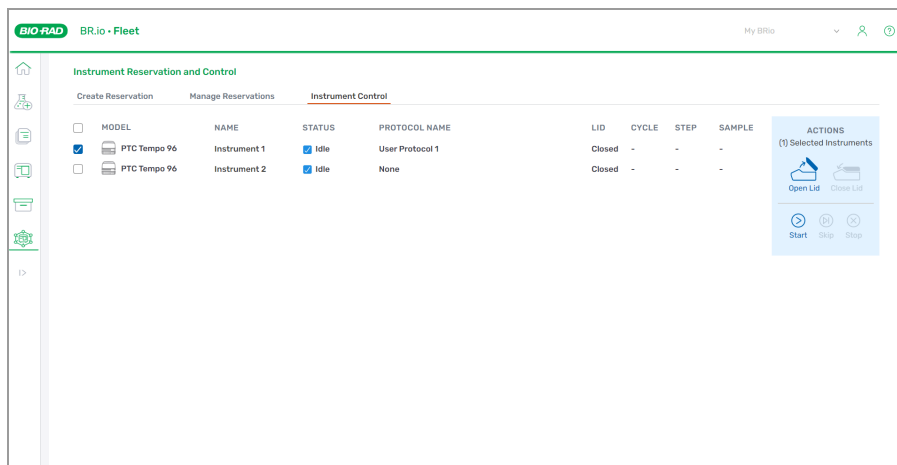 BIO-RAD BR.io • Fleet My BRio
Instrument Reservation and Control
Create Reservation Manage Reservations Instrument Control
MODEL NAME STATUS PROTOCOL NAME LID CYCLE STEP SAMPLE
PTC Tempo 96 Instrument 1 Idle User Protocol 1 Closed - - -
PTC Tempo 96 Instrument 2 Idle None Closed - - -
ACTIONS
(1) Selected Instruments
Open Lid Close Lid
Start Skip Stop